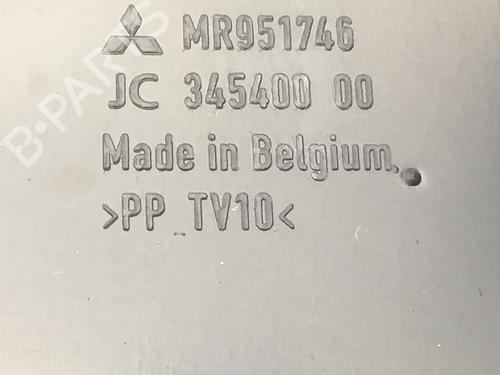 MR951746
JC 345400 00
Made in Belgium.
>PP TV10<
B-PARTS